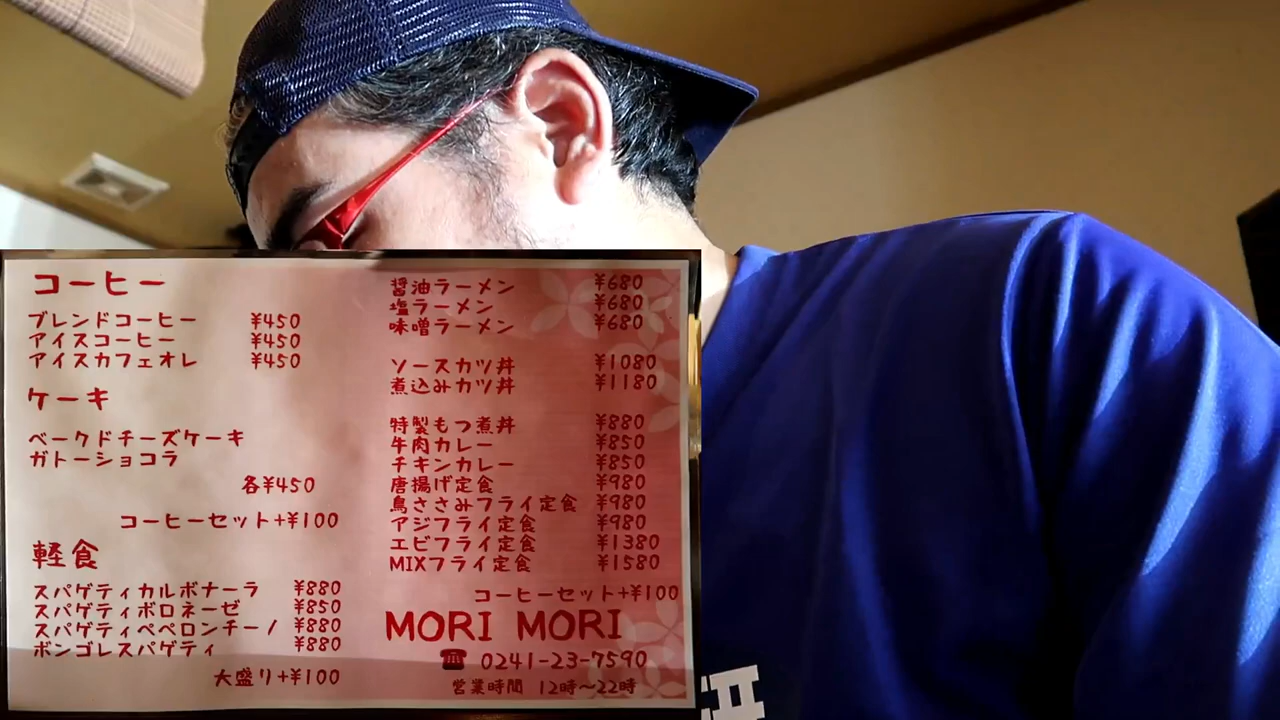 コーヒー
ブレンドコーヒー ¥450
アイスコーヒー ¥450
アイスカフェオレ ¥450
ケーキ
ベークドチーズケーキ
ガトーショコラ
各¥450
コーヒーセット+¥100
軽食
スパゲティカルボナーラ ¥880
スパゲティボロネーゼ ¥850
スパゲティペペロンチーノ ¥880
ボンゴレスパゲティ ¥880
大盛り+¥100
醤油ラーメン ¥680
塩ラーメン ¥680
味噌ラーメン ¥680
ソースカツ丼 ¥1080
煮込みカツ丼 ¥1180
特製もつ煮丼 ¥880
牛肉カレー ¥850
チキンカレー ¥850
唐揚げ定食 ¥980
鳥ささみフライ定食 ¥980
アジフライ定食 ¥980
エビフライ定食 ¥1380
MIXフライ定食 ¥1580
コーヒーセット+¥100
MORI MORI
☎ 0241-23-7590
営業時間 12時〜22時